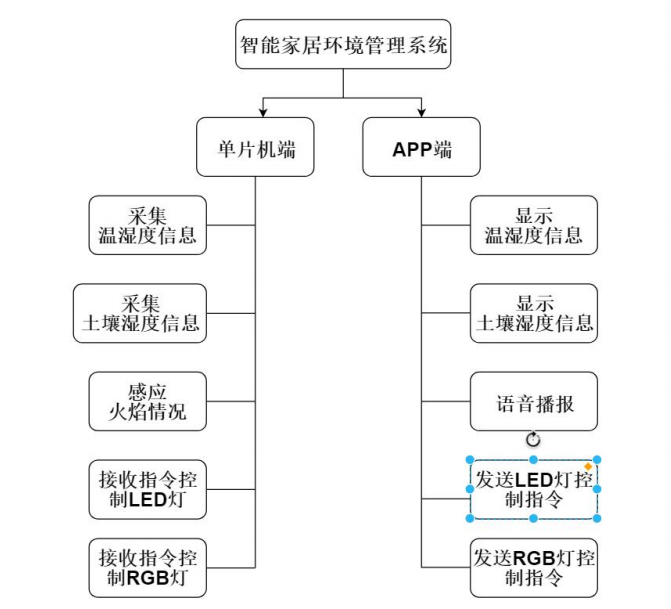 智能家居环境管理系统
单片机端
APP端
采集
温湿度信息
显示
温湿度信息
采集
土壤湿度信息
显示
土壤湿度信息
感应
火焰情况
语音播报
接收指令控
制LED灯
发送LED灯控
制指令
接收指令控
制RGB灯
发送RGB灯控
制指令